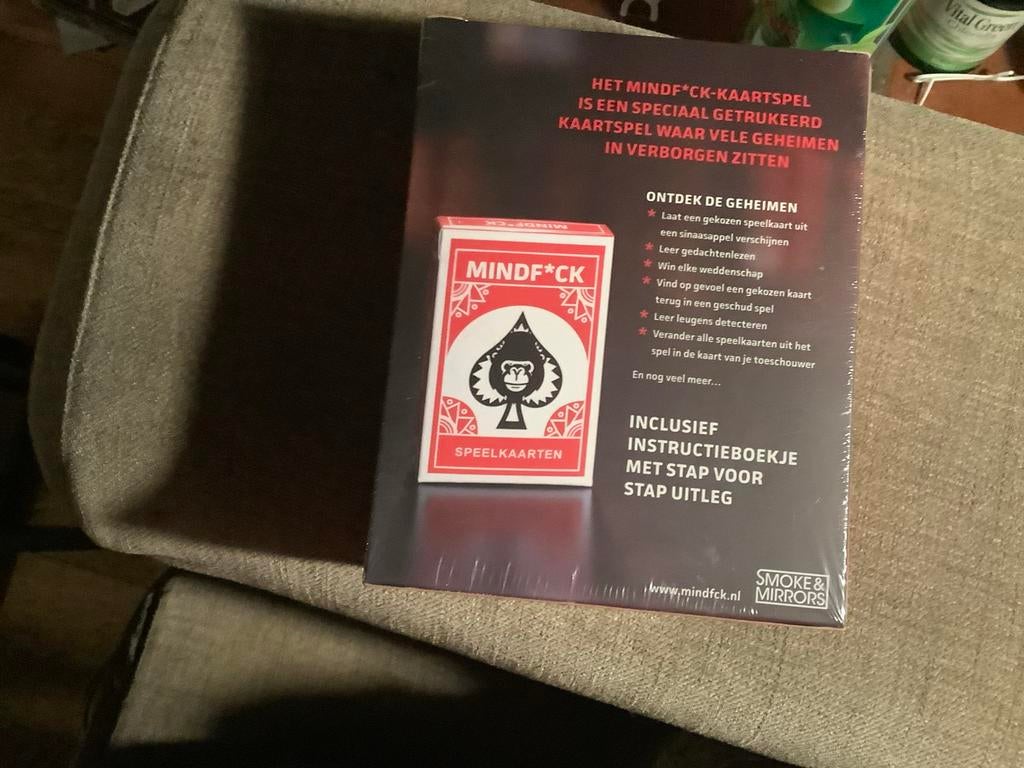 Vital Green
HET MINDF*CK-KAARTSPEL
IS EEN SPECIAAL GETRUKEERD
KAARTSPEL WAAR VELE GEHEIMEN
IN VERBORGEN ZITTEN
ONTDEK DE GEHEIMEN
* Laat een gekozen speelkaart uit
een sinaasappel verschijnen
* Leer gedachtenlezen
* Win elke weddenschap
* Vind op gevoel een gekozen kaart
terug in een geschud spel
* Leer leugens detecteren
* Verander alle speelkaarten uit het
spel in de kaart van je toeschouwer
En nog veel meer...
MINDF*CK
MINDF*CK
SPEELKAARTEN
INCLUSIEF
INSTRUCTIEBOEKJE
MET STAP VOOR
STAP UITLEG
www.mindfck.nl
SMOKE &
MIRRORS